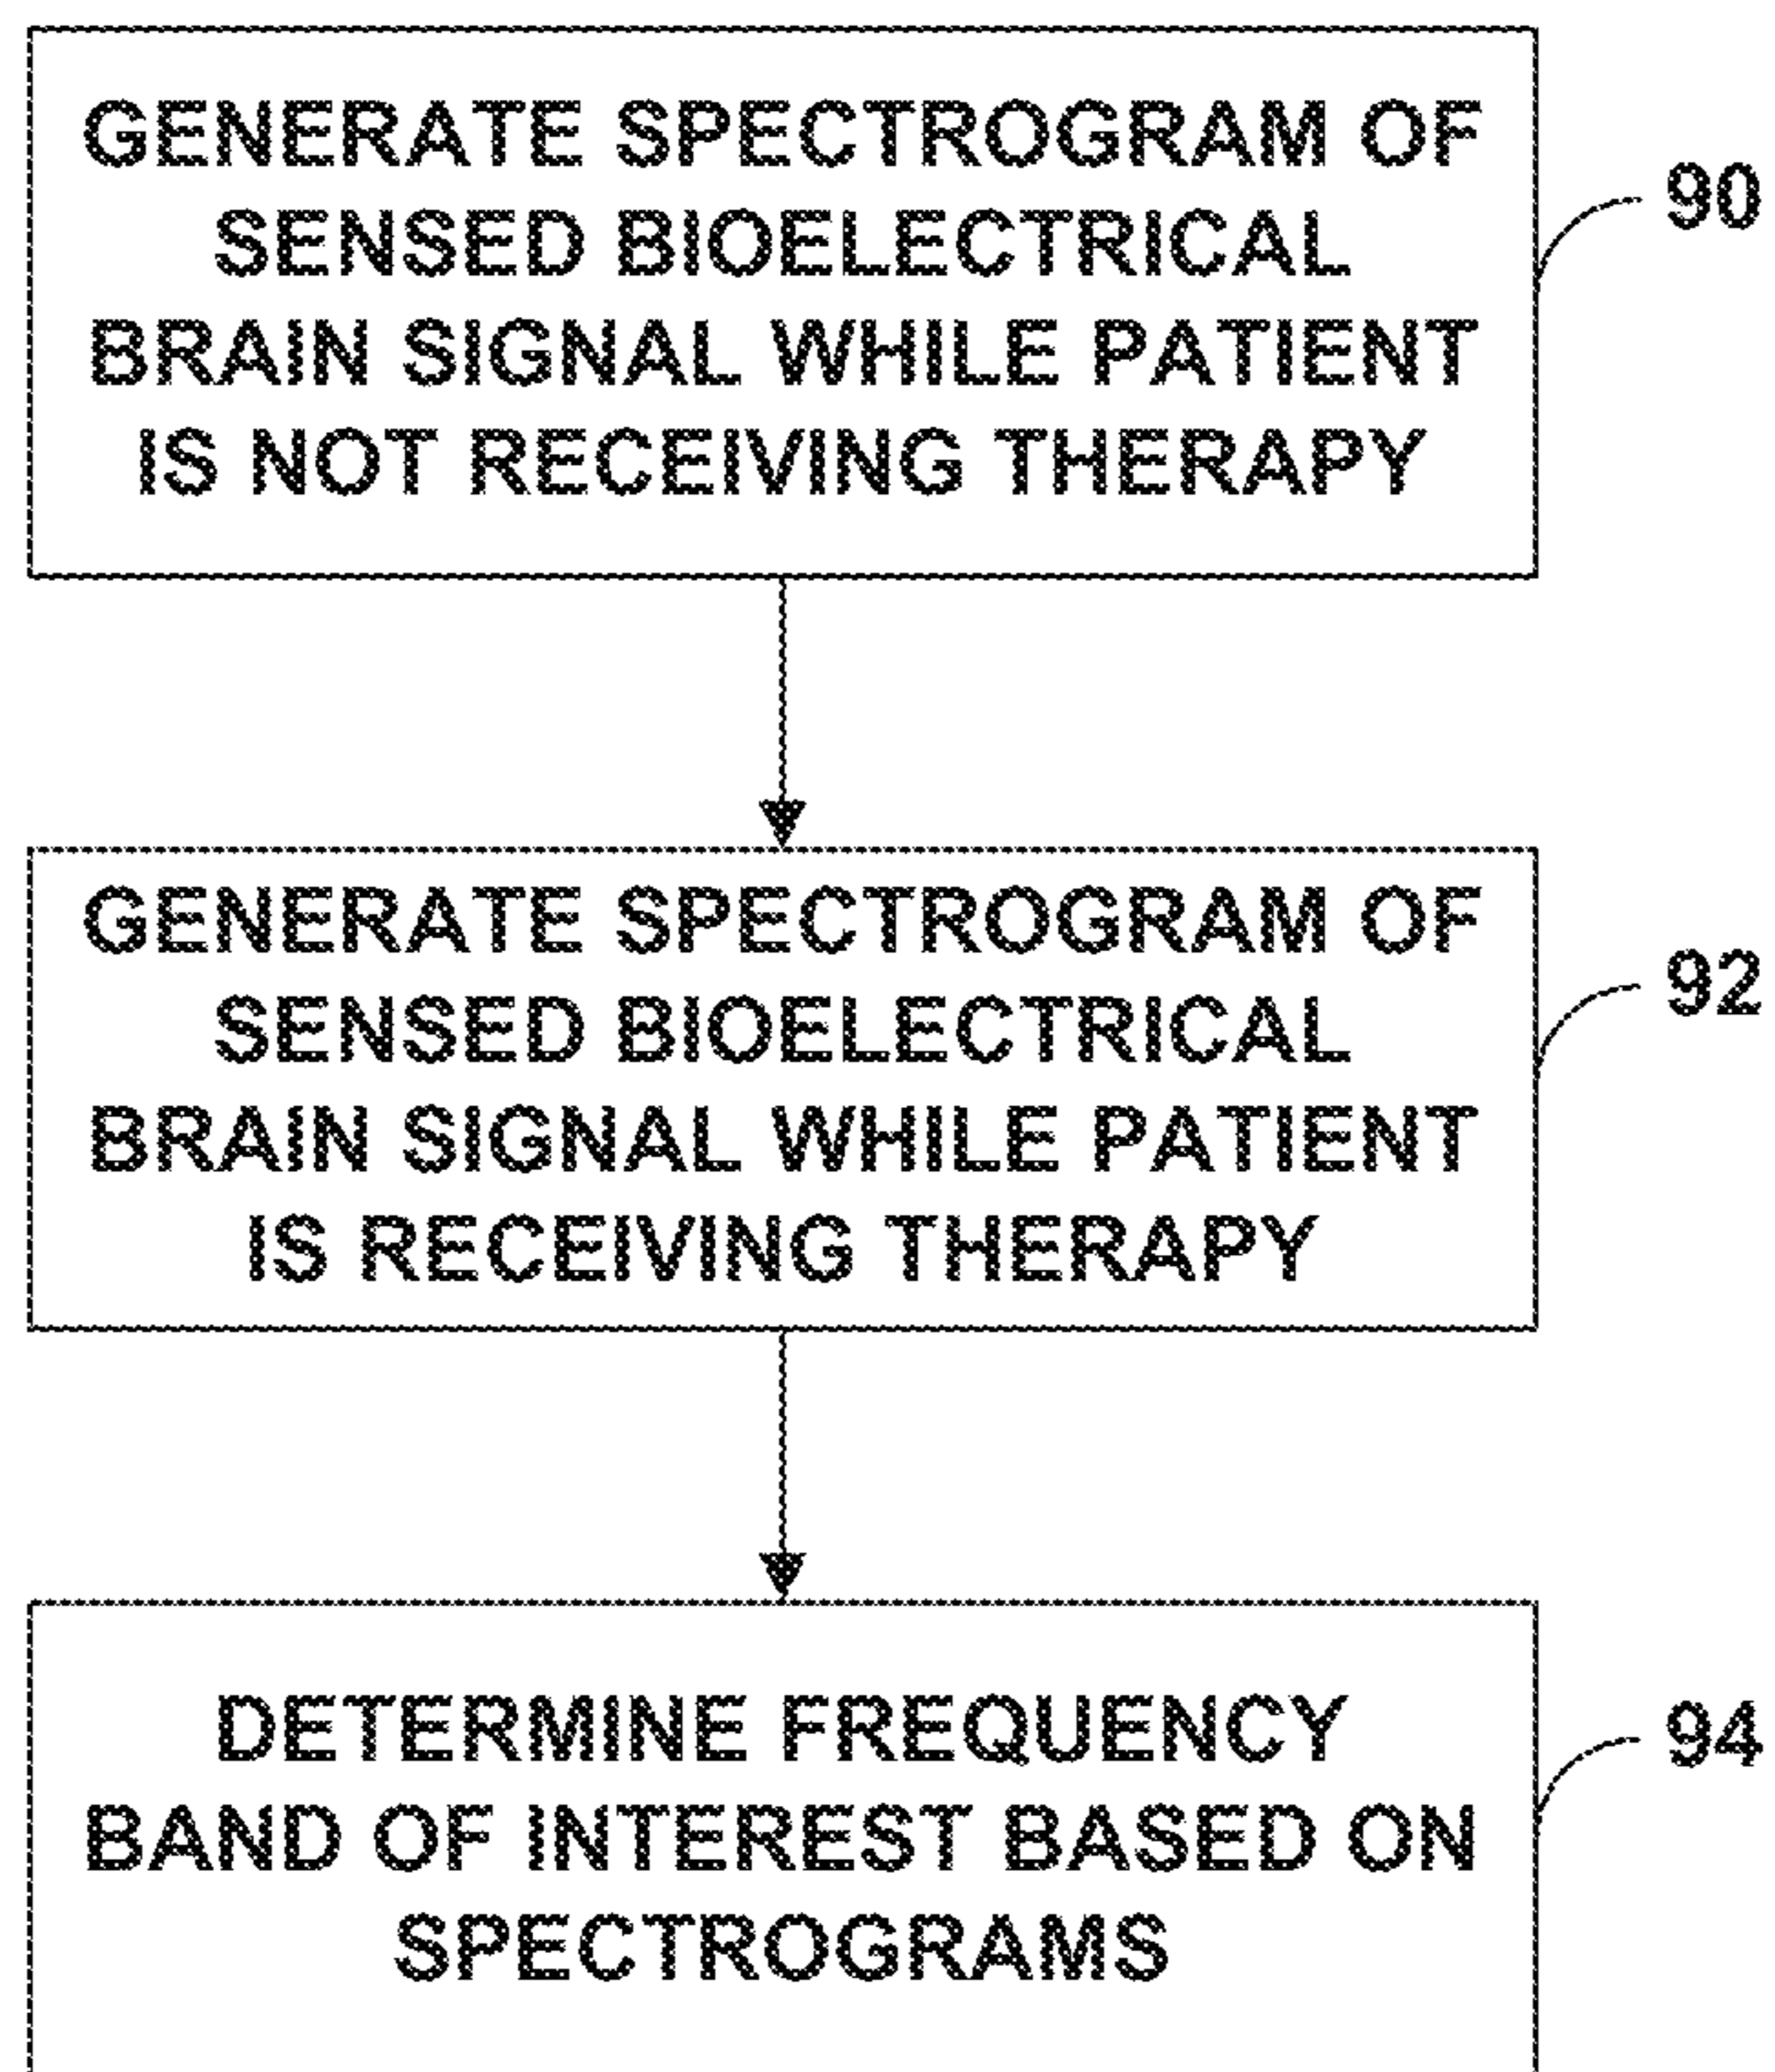 GENERATE SPECTROGRAM OF
SENSED BIOELECTRICAL
BRAIN SIGNAL WHILE PATIENT
IS NOT RECEIVING THERAPY
90
GENERATE SPECTROGRAM OF
SENSED BIOELECTRICAL
BRAIN SIGNAL WHILE PATIENT
IS RECEIVING THERAPY
92
DETERMINE FREQUENCY
BAND OF INTEREST BASED ON
SPECTROGRAMS
94